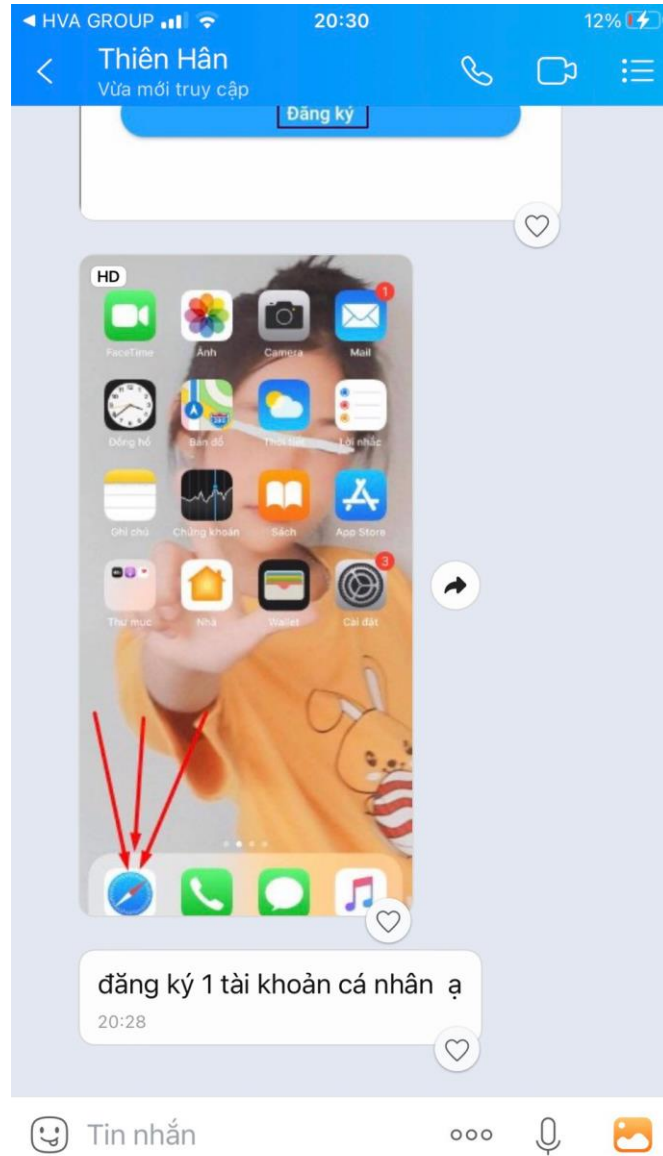 HVA GROUP
20:30
12%
Thiên Hân
Vừa mới truy cập
Đăng ký
HD
1
FaceTime Ảnh Camera Mail
Đồng hồ Bản đồ Thời tiết Lời nhắc
Ghi chú Chứng khoán Sách App Store
3
Thư mục Nhà Wallet Cài đặt
đăng ký 1 tài khoản cá nhân ạ
20:28
Tin nhắn